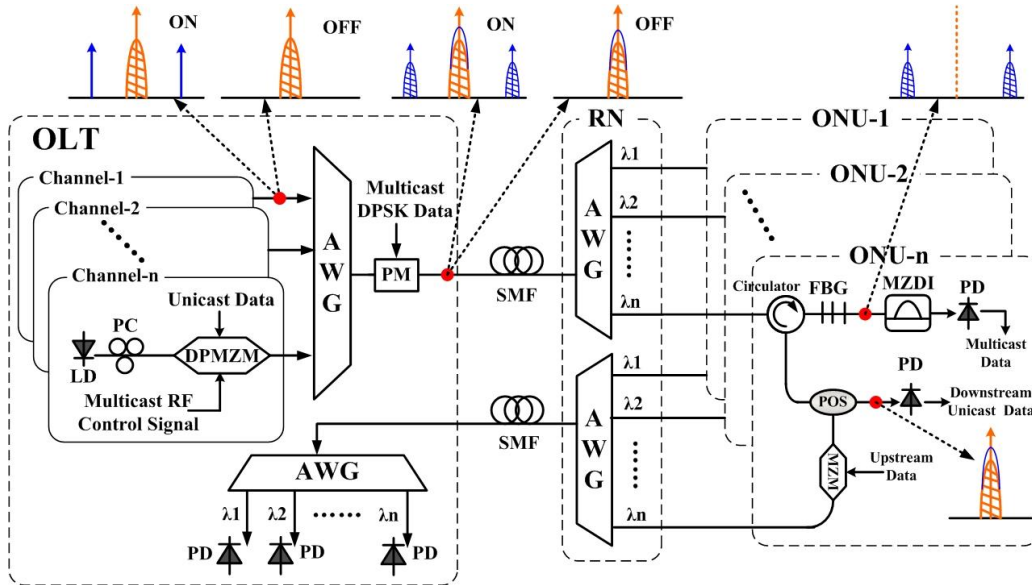 ON
OFF
ON
OFF
OLT
RN
ONU-1
ONU-2
ONU-n
Channel-1
Channel-2
Channel-n
Unicast Data
PC
LD
DPMZM
Multicast RF
Control Signal
AWG
Multicast
DPSK Data
PM
SMF
AWG
λ1
λ2
λn
Circulator
FBG
MZDI
PD
Multicast
Data
PD
POS
Downstream
Unicast Data
MZM
Upstream
Data
SMF
AWG
λ1
λ2
λn
AWG
λ1
λ2
λn
PD
PD
PD